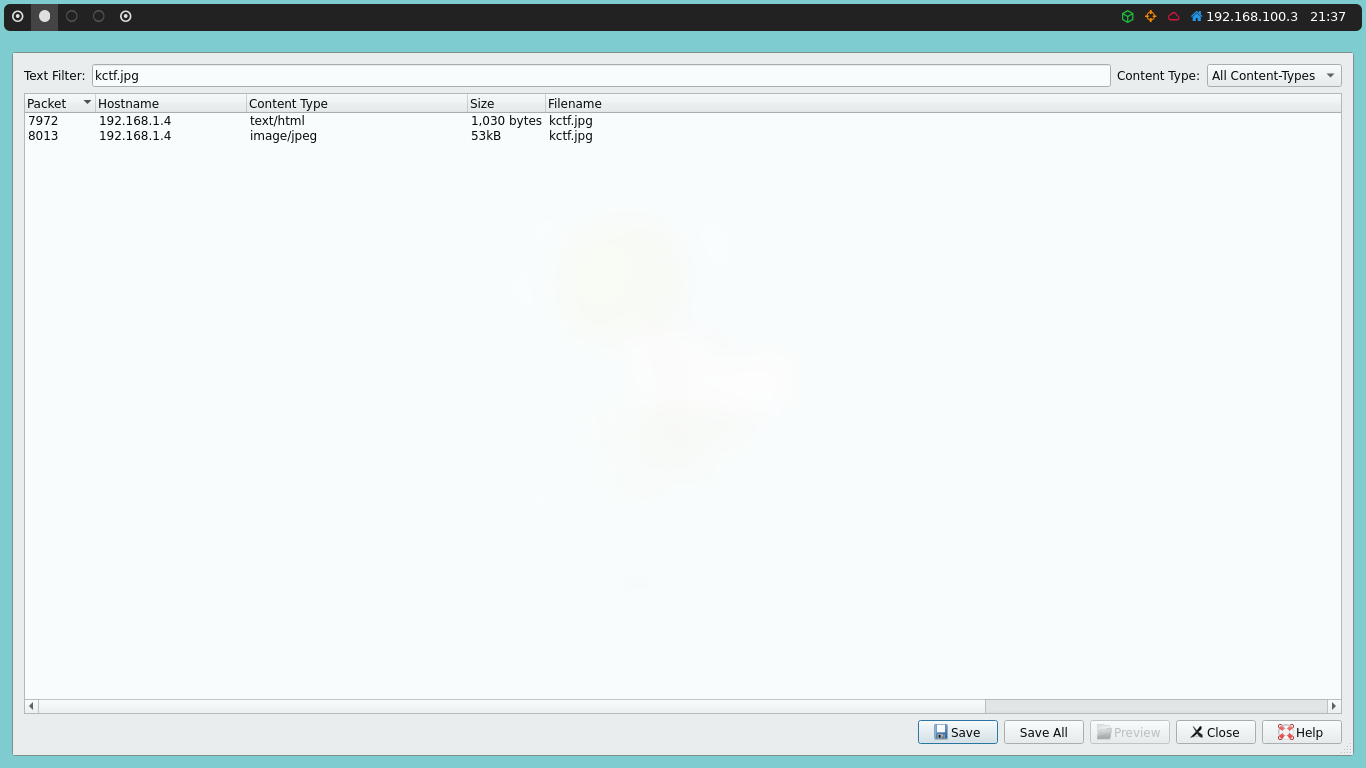 192.168.100.3 21:37
Text Filter: kctf.jpg Content Type: All Content-Types
Packet Hostname Content Type Size Filename
7972 192.168.1.4 text/html 1,030 bytes kctf.jpg
8013 192.168.1.4 image/jpeg 53kB kctf.jpg
Save Save All Preview Close Help